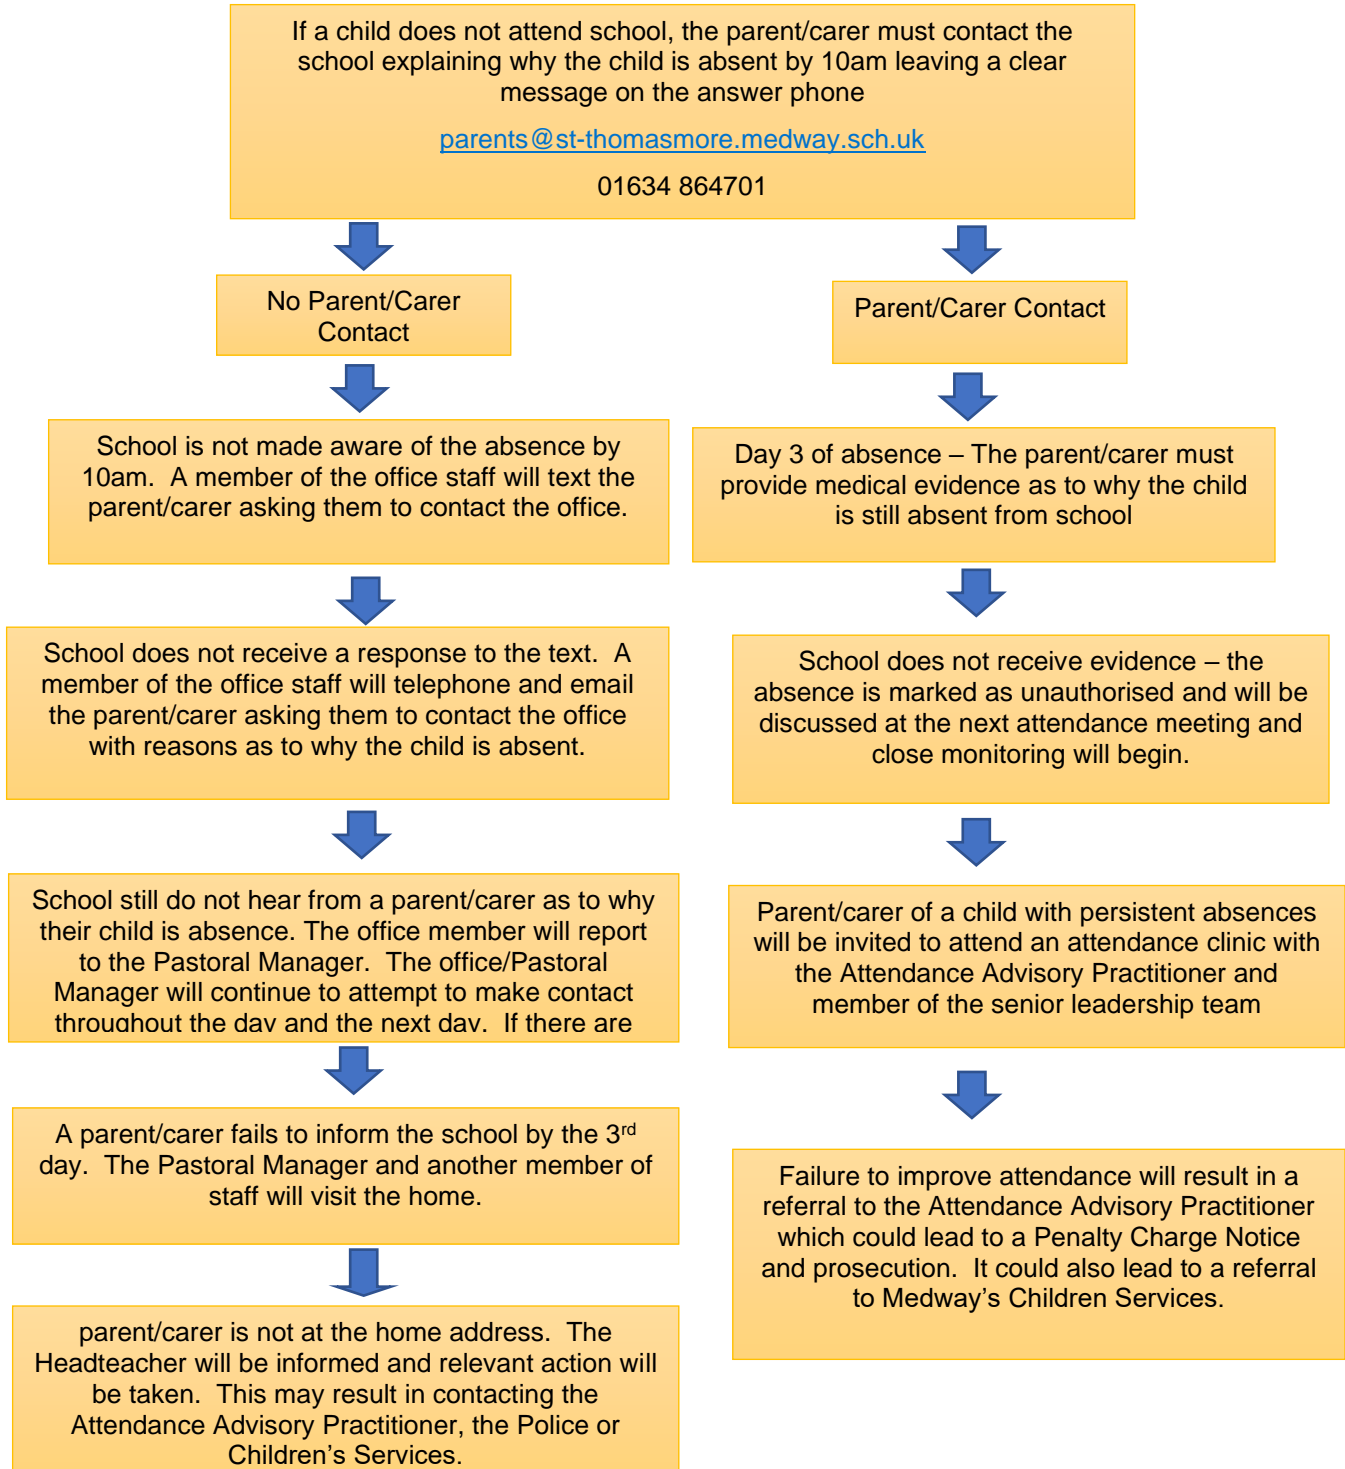 If a child does not attend school, the parent/carer must contact the
school explaining why the child is absent by 10am leaving a clear
message on the answer phone
parents@st-thomasmore.medway.sch.uk
01634 864701
No Parent/Carer
Contact
School is not made aware of the absence by
10am.  A member of the office staff will text the
parent/carer asking them to contact the office.
School does not receive a response to the text.  A
member of the office staff will telephone and email
the parent/carer asking them to contact the office
with reasons as to why the child is absent.
School still do not hear from a parent/carer as to why
their child is absence. The office member will report
to the Pastoral Manager.  The office/Pastoral
Manager will continue to attempt to make contact
throughout the day and the next day.  If there are
A parent/carer fails to inform the school by the 3rd
day.  The Pastoral Manager and another member of
staff will visit the home.
parent/carer is not at the home address.  The
Headteacher will be informed and relevant action will
be taken.  This may result in contacting the
Attendance Advisory Practitioner, the Police or
Children’s Services.
Parent/Carer Contact
Day 3 of absence – The parent/carer must
provide medical evidence as to why the child
is still absent from school
School does not receive evidence – the
absence is marked as unauthorised and will be
discussed at the next attendance meeting and
close monitoring will begin.
Parent/carer of a child with persistent absences
will be invited to attend an attendance clinic with
the Attendance Advisory Practitioner and
member of the senior leadership team
Failure to improve attendance will result in a
referral to the Attendance Advisory Practitioner
which could lead to a Penalty Charge Notice
and prosecution.  It could also lead to a referral
to Medway’s Children Services.